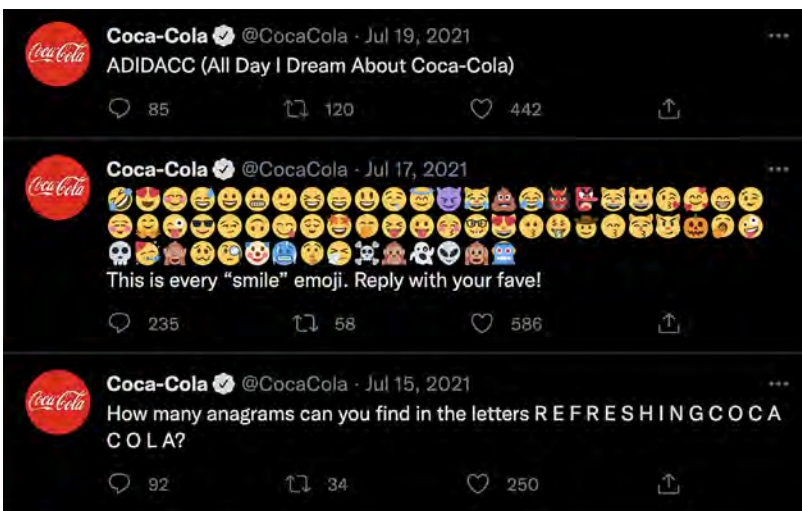 Coca-Cola @CocaCola · Jul 19, 2021
ADIDACC (All Day I Dream About Coca-Cola)
85 120 442
Coca-Cola @CocaCola · Jul 17, 2021
This is every “smile” emoji. Reply with your fave!
235 58 586
Coca-Cola @CocaCola · Jul 15, 2021
How many anagrams can you find in the letters R E F R E S H I N G C O C A
C O L A?
92 34 250